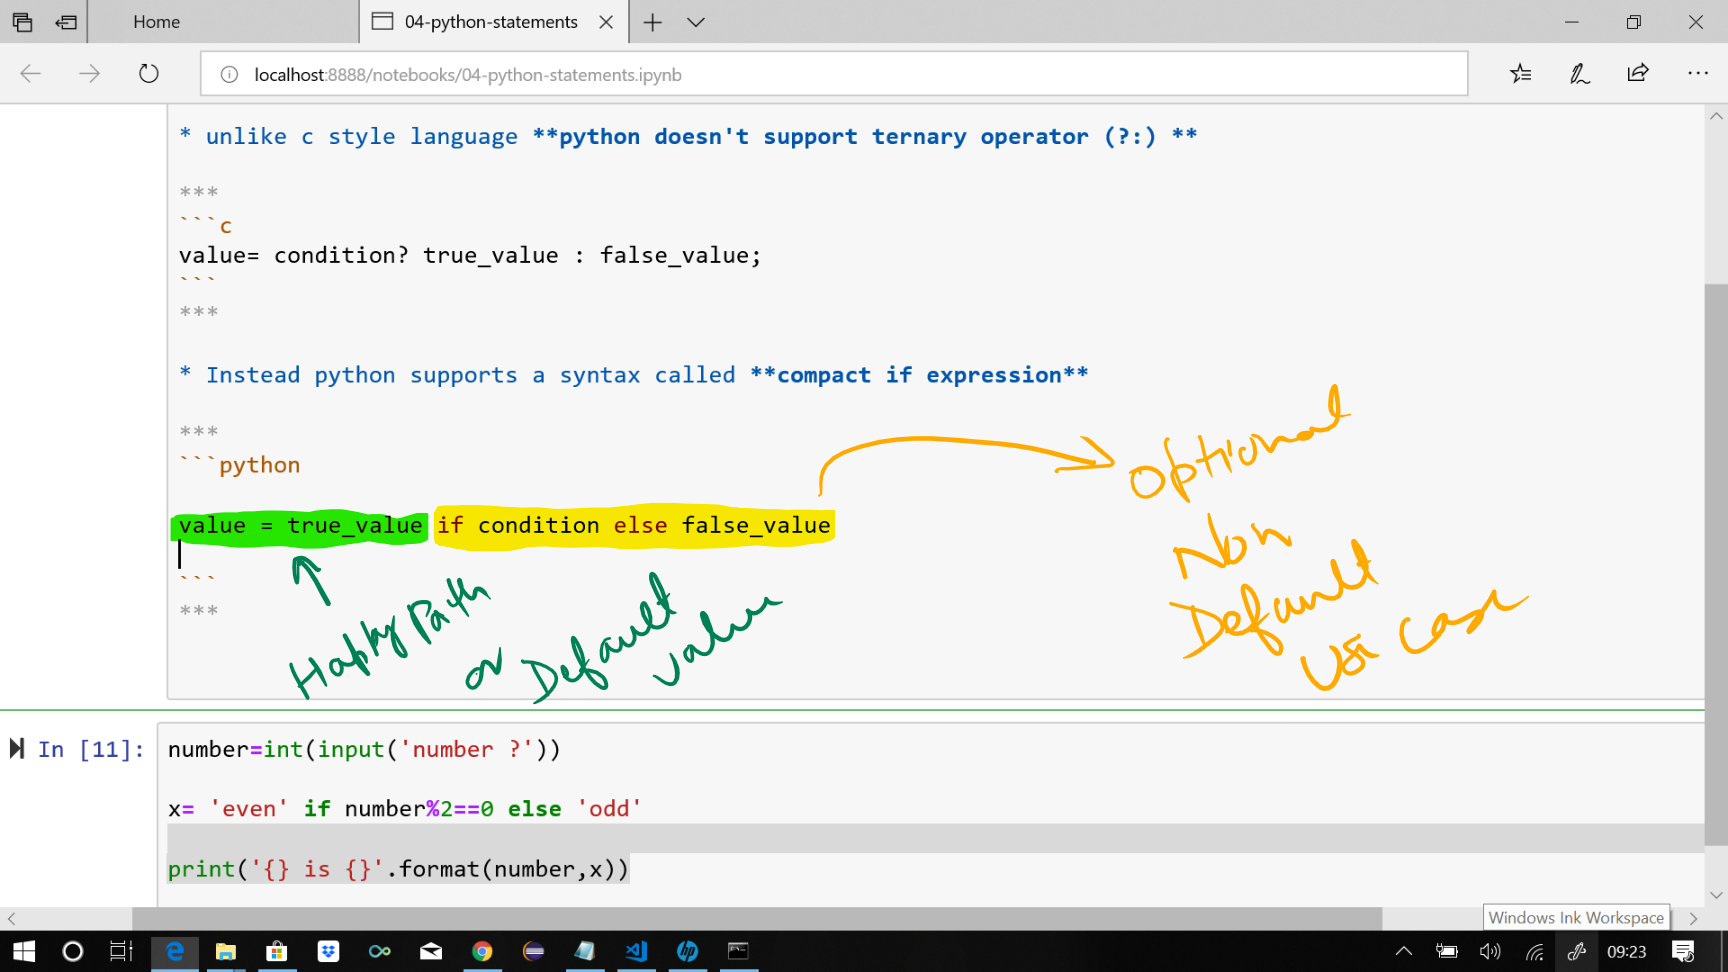 Home
04-python-statements
localhost:8888/notebooks/04-python-statements.ipynb
* unlike c style language **python doesn't support ternary operator (?:) **
***
```c
value= condition? true_value : false_value;
```
***
* Instead python supports a syntax called **compact if expression**
***
```python
value = true_value if condition else false_value
```
***
Happy Path
or Default
value
Optional
Non
Default
Use Case
In [11]:
number=int(input('number ?'))
x= 'even' if number%2==0 else 'odd'
print('{} is {}'.format(number,x))
Windows Ink Workspace
09:23